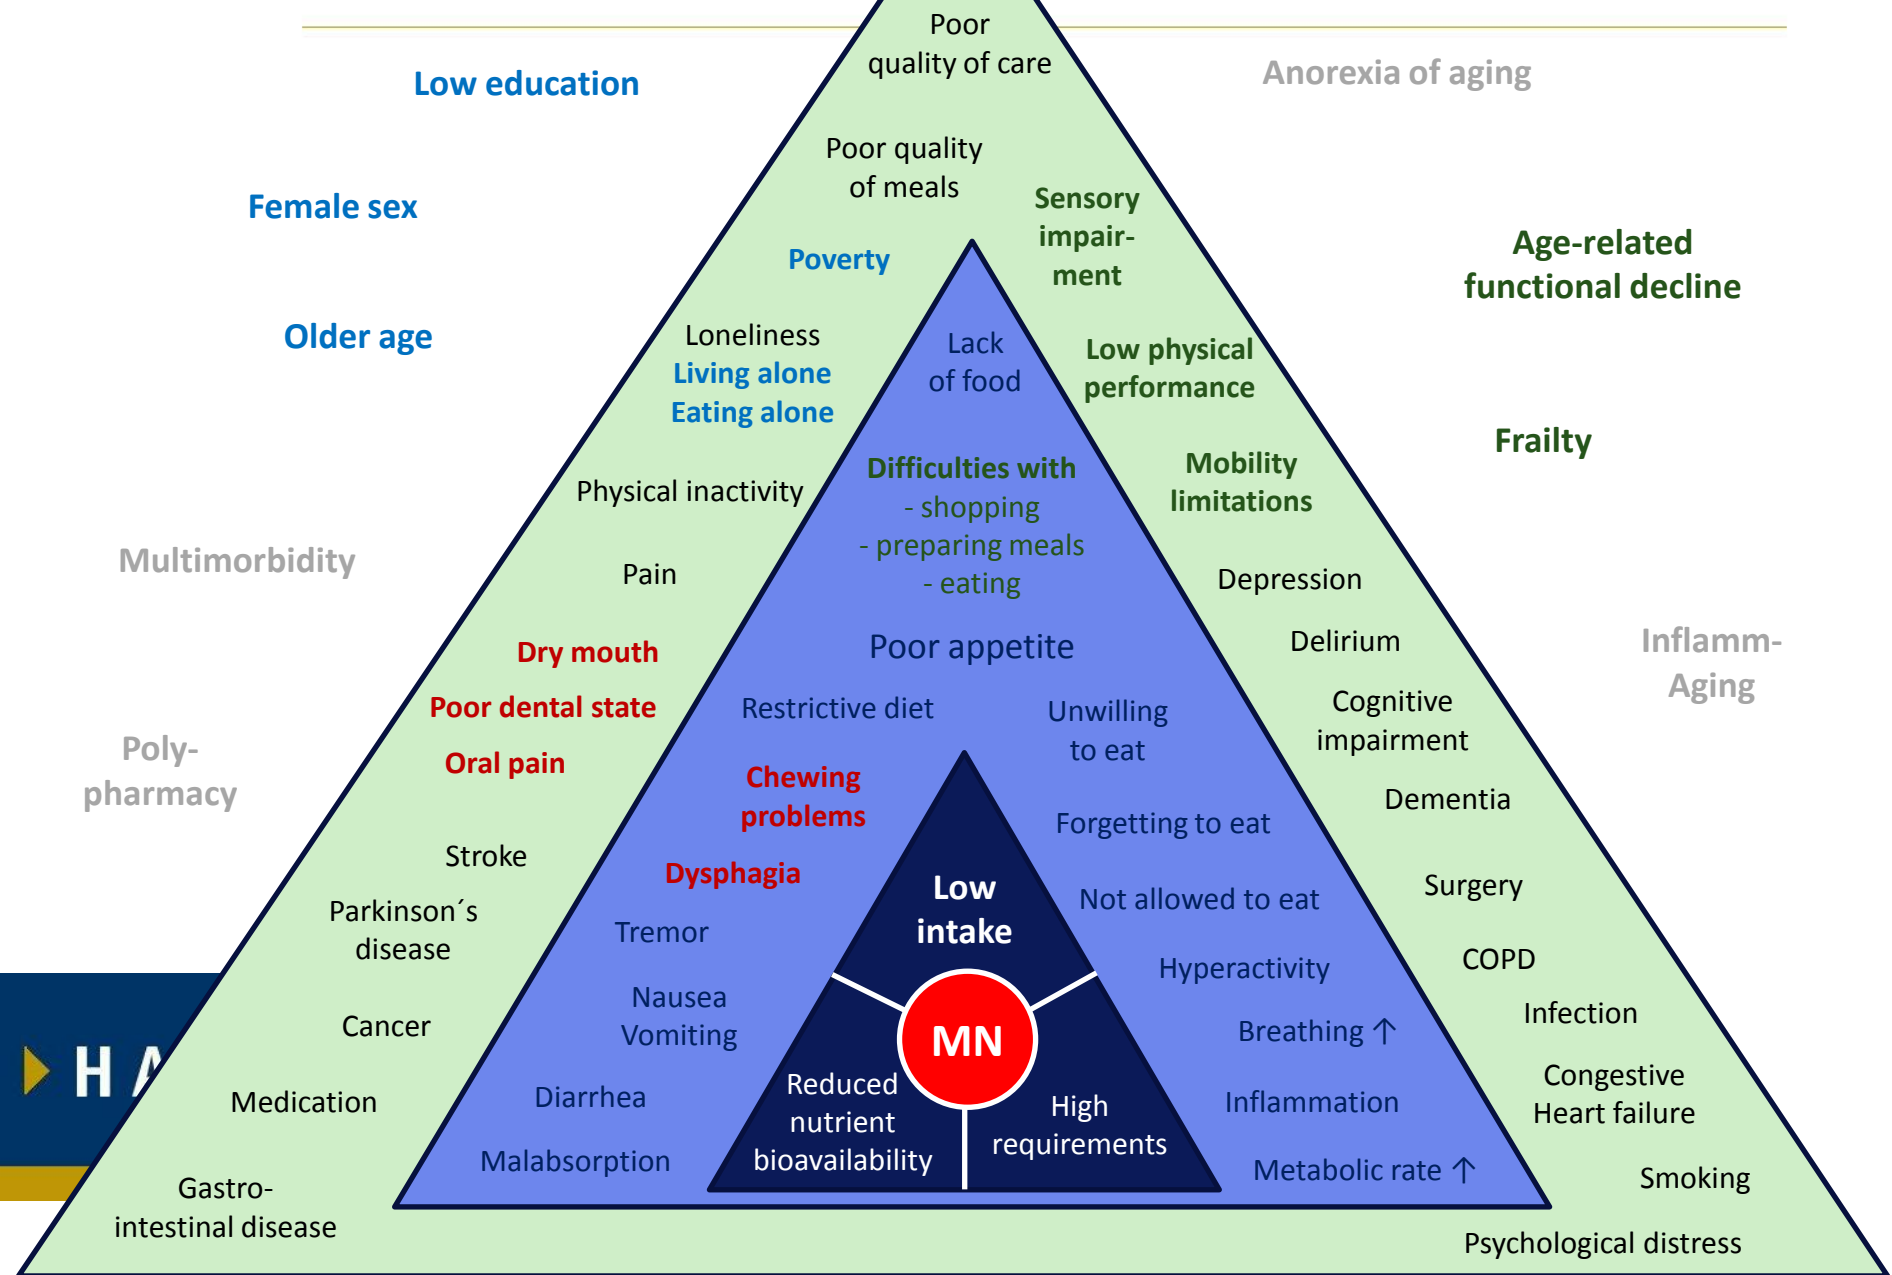 Poor
quality of care
Low education
Anorexia of aging
Poor quality
of meals
Female sex
Sensory
impair-
ment
Poverty
Age-related
functional decline
Older age
Loneliness
Living alone
Eating alone
Lack
of food
Low physical
performance
Frailty
Difficulties with
- shopping
- preparing meals
- eating
Mobility
limitations
Physical inactivity
Multimorbidity
Pain
Depression
Poor appetite
Delirium
Inflamm-
Aging
Dry mouth
Poor dental state
Oral pain
Restrictive diet
Unwilling
to eat
Cognitive
impairment
Poly-
pharmacy
Chewing
problems
Dementia
Forgetting to eat
Stroke
Dysphagia
Low
intake
Not allowed to eat
Surgery
Parkinson´s
disease
Tremor
Hyperactivity
COPD
Nausea
Vomiting
Cancer
MN
Breathing ↑
Infection
HA
Medication
Diarrhea
Reduced
nutrient
bioavailability
High
requirements
Inflammation
Congestive
Heart failure
Malabsorption
Metabolic rate ↑
Smoking
Gastro-
intestinal disease
Psychological distress